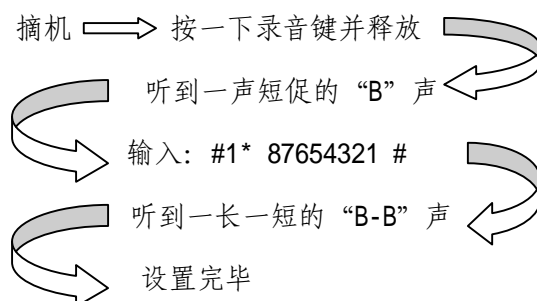 摘机 按一下录音键并释放
听到一声短促的“B”声
输入: #1* 87654321 #
听到一长一短的“B-B”声
设置完毕